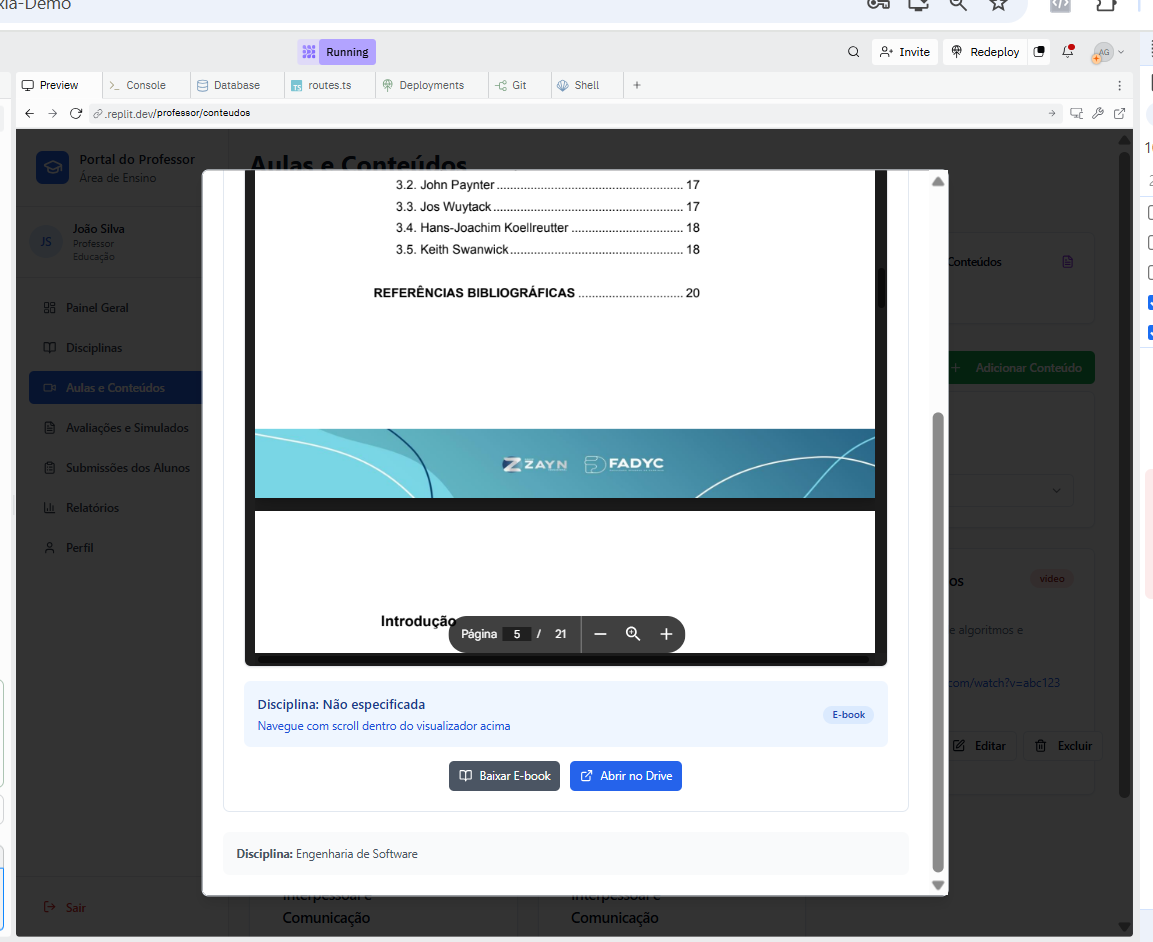 xia-Demo
Running
AG
Invite
Redeploy
Preview
Console
Database
routes.ts
Deployments
Git
Shell
.replit.dev/professor/conteudos
Portal do Professor
Área de Ensino
Aulas e Conteúdos
JS
João Silva
Professor
Educação
Painel Geral
Disciplinas
Aulas e Conteúdos
Avaliações e Simulados
Submissões dos Alunos
Relatórios
Perfil
Sair
3.2. John Paynter ........................................................ 17
3.3. Jos Wuytack ......................................................... 17
3.4. Hans-Joachim Koellreutter .................................. 18
3.5. Keith Swanwick .................................................... 18
REFERÊNCIAS BIBLIOGRÁFICAS ................................ 20
ZAYN
FADYC
Introdução
Página 5 / 21
Disciplina: Não especificada
Navegue com scroll dentro do visualizador acima
E-book
Baixar E-book
Abrir no Drive
Disciplina: Engenharia de Software
Conteúdos
+ Adicionar Conteúdo
os
vídeo
e algoritmos e
com/watch?v=abc123
Editar
Excluir
Interpessoal e
Comunicação
Interpessoal e
Comunicação